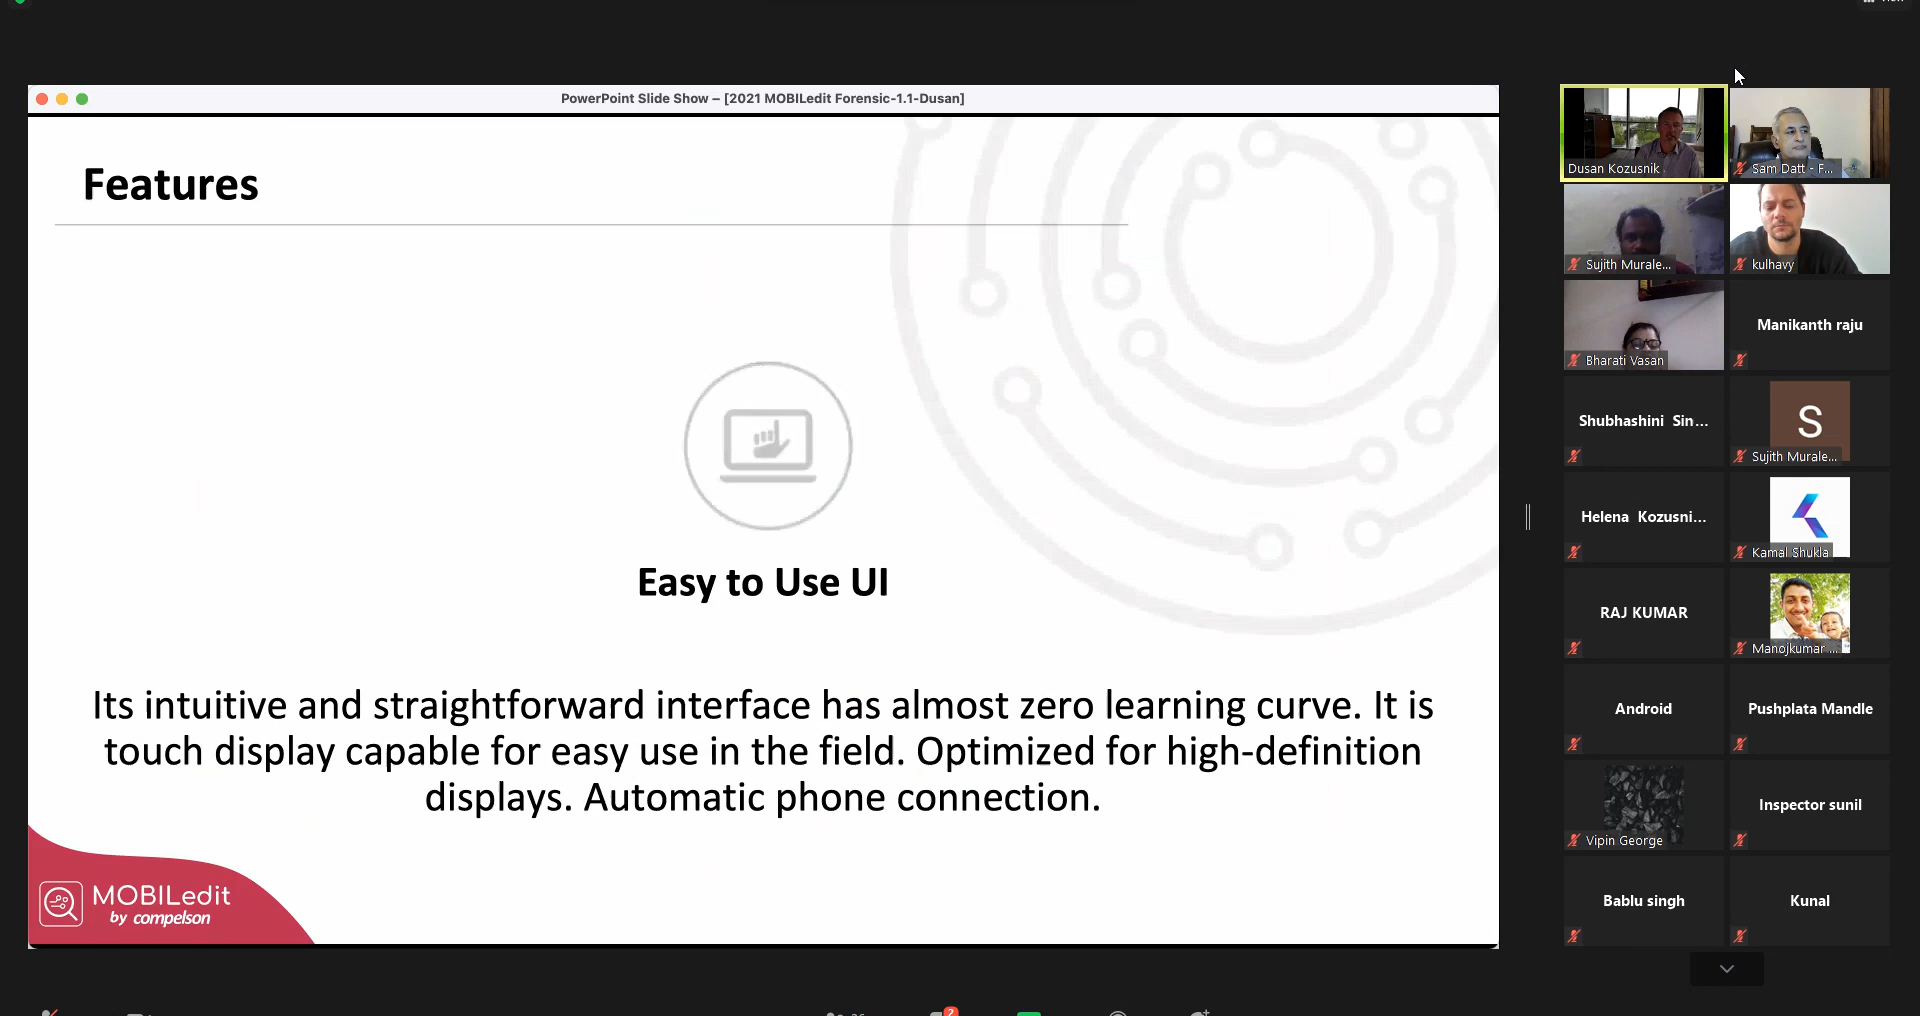 PowerPoint Slide Show – [2021 MOBILedit Forensic-1.1-Dusan]
Features
Easy to Use UI
Its intuitive and straightforward interface has almost zero learning curve. It is
touch display capable for easy use in the field. Optimized for high-definition
displays. Automatic phone connection.
MOBILedit
by compelson
Dusan Kozusnik
Sam Datt - F...
Sujith Murale...
kulhavy
Bharati Vasan
Manikanth raju
Shubhashini Sin...
S
Sujith Murale...
Helena Kozusni...
Kamal Shukla
RAJ KUMAR
Manojkumar ...
Android
Pushplata Mandle
Vipin George
Inspector sunil
Bablu singh
Kunal
2